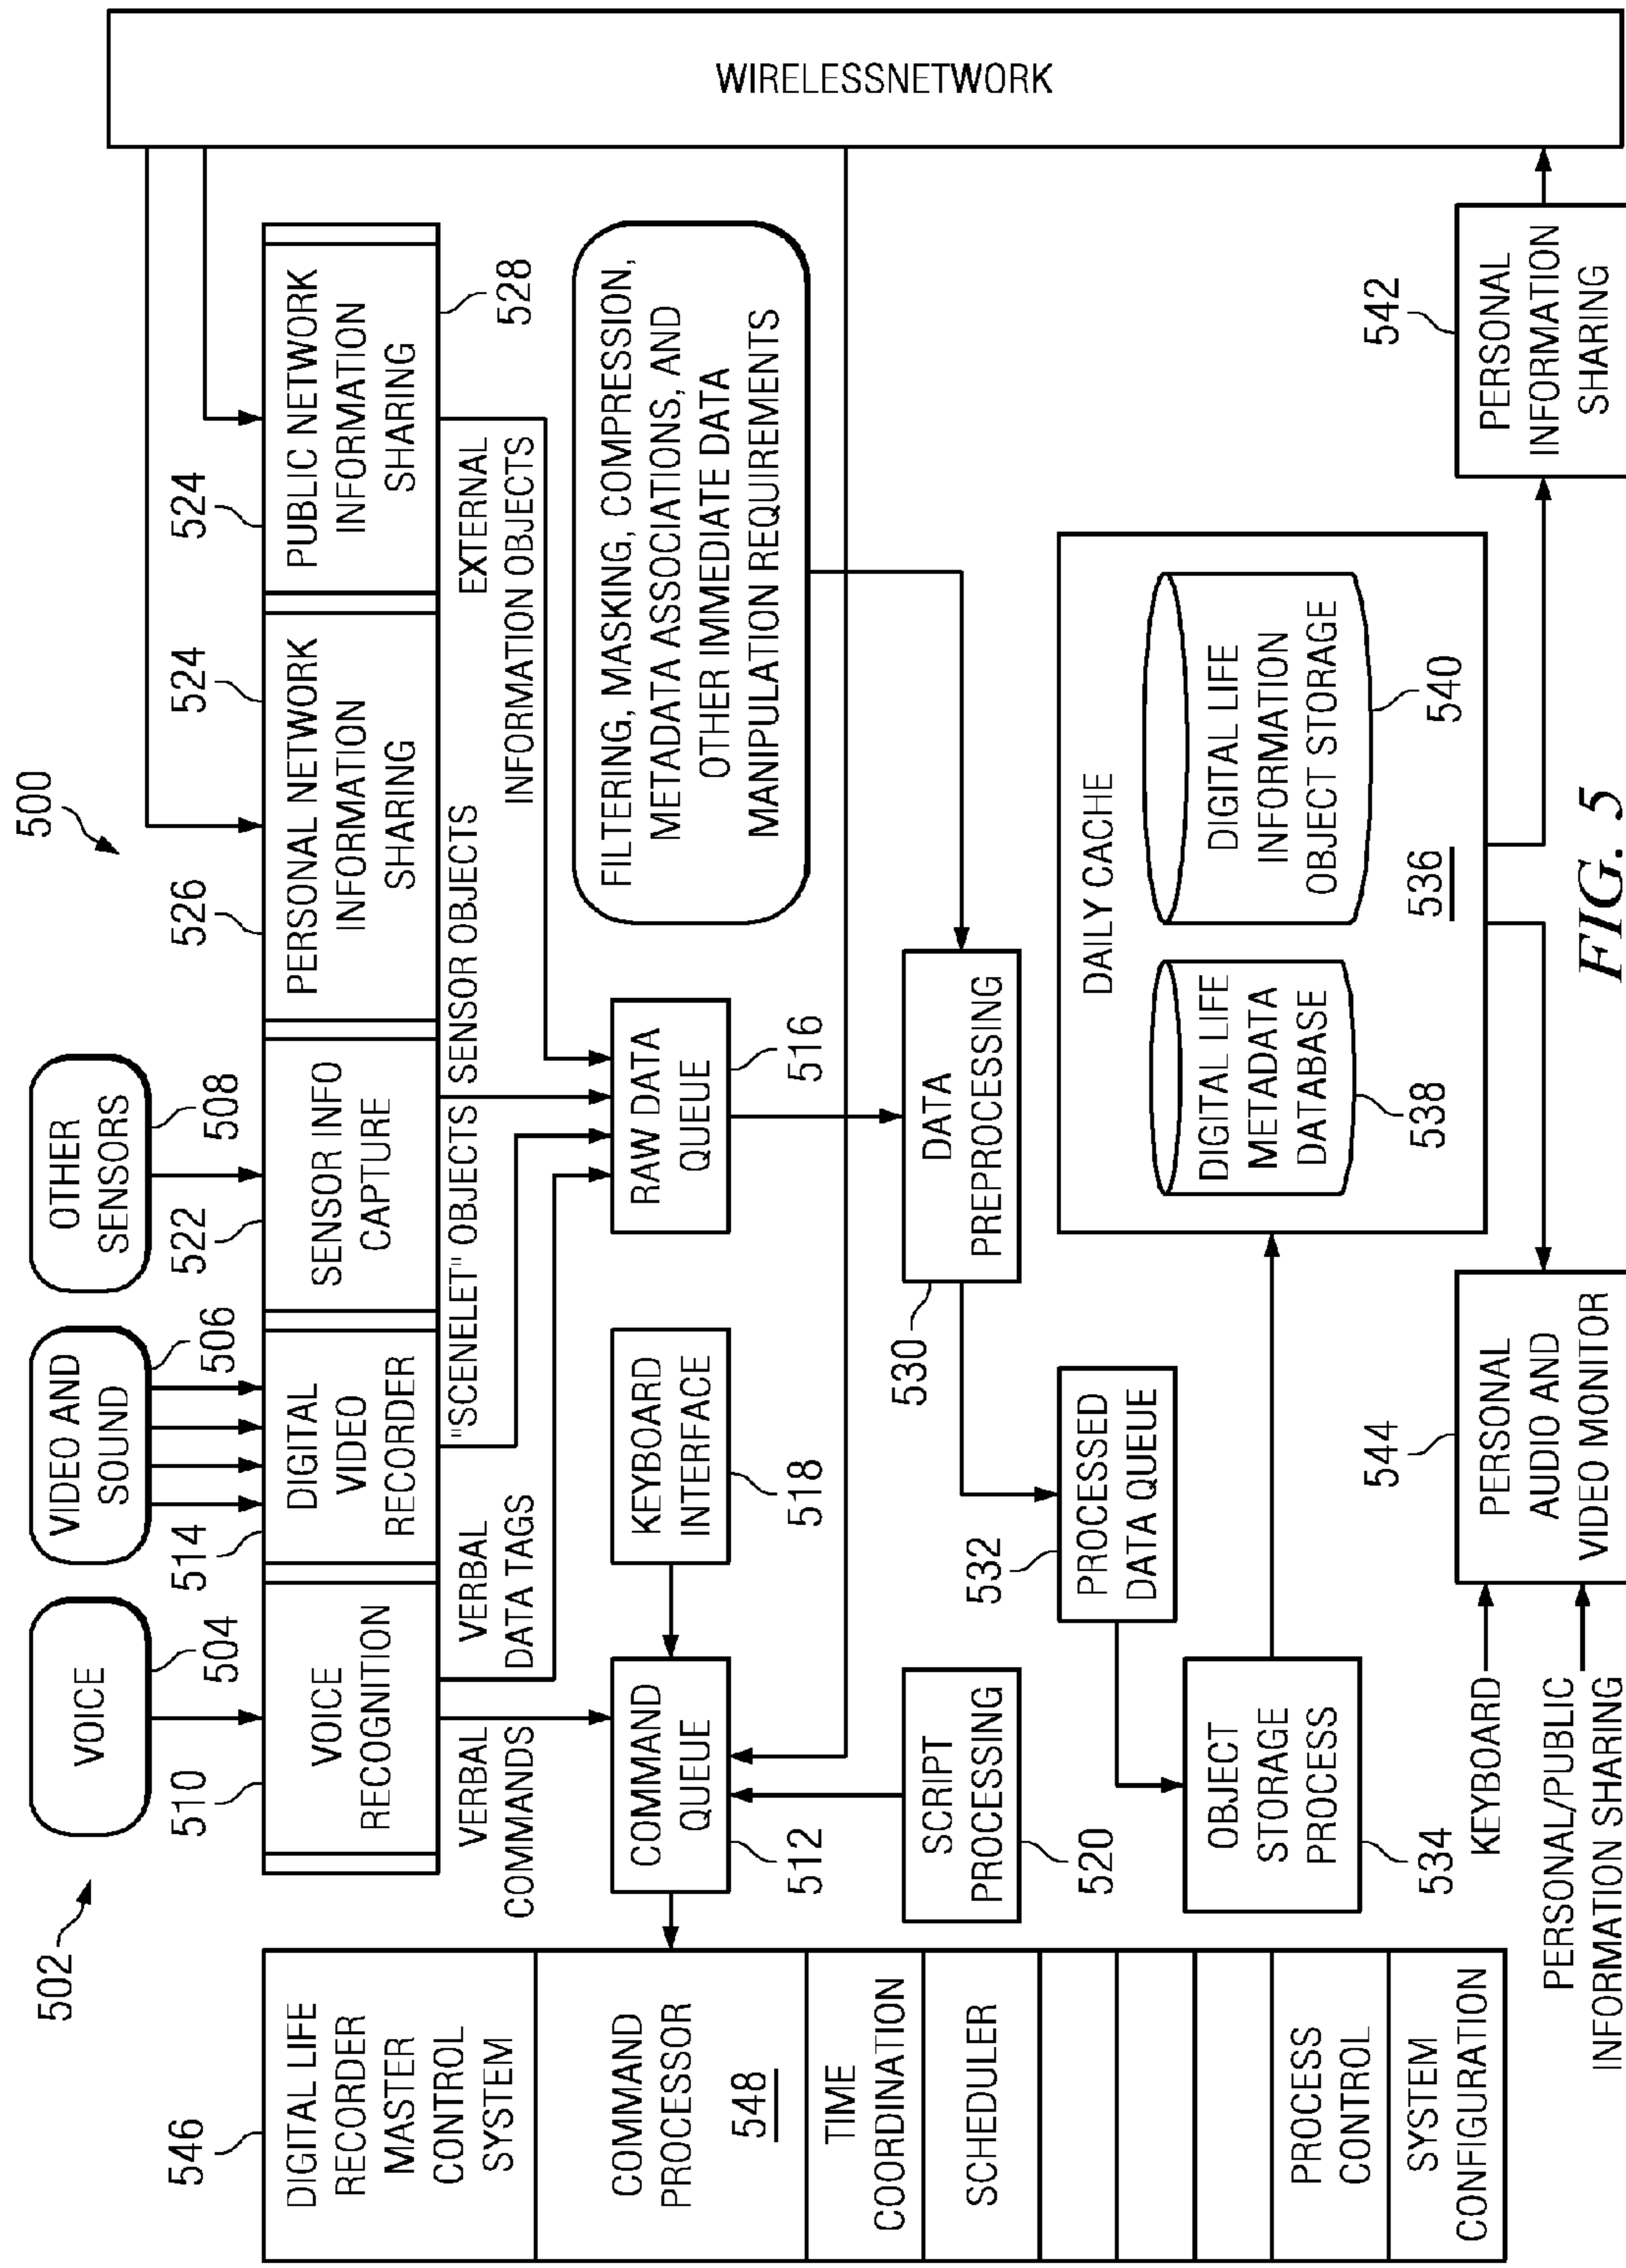 500
502
VOICE
504
VIDEO AND
SOUND
506
OTHER
SENSORS
508
510
514
522
526
524
524
VOICE
RECOGNITION
DIGITAL
VIDEO
RECORDER
SENSOR INFO
CAPTURE
PERSONAL NETWORK
INFORMATION
SHARING
PUBLIC NETWORK
INFORMATION
SHARING
528
VERBAL
COMMANDS
VERBAL
DATA TAGS
"SCENELET" OBJECTS
SENSOR OBJECTS
EXTERNAL
INFORMATION OBJECTS
546
DIGITAL LIFE
RECORDER
MASTER
CONTROL
SYSTEM
COMMAND
PROCESSOR
548
TIME
COORDINATION
SCHEDULER
PROCESS
CONTROL
SYSTEM
CONFIGURATION
COMMAND
QUEUE
512
KEYBOARD
INTERFACE
518
RAW DATA
QUEUE
516
FILTERING, MASKING, COMPRESSION,
METADATA ASSOCIATIONS, AND
OTHER IMMEDIATE DATA
MANIPULATION REQUIREMENTS
SCRIPT
PROCESSING
520
DATA
PREPROCESSING
530
532
PROCESSED
DATA QUEUE
OBJECT
STORAGE
PROCESS
534
DAILY CACHE
DIGITAL LIFE
METADATA
DATABASE
538
DIGITAL LIFE
INFORMATION
OBJECT STORAGE
540
536
542
PERSONAL
INFORMATION
SHARING
544
PERSONAL
AUDIO AND
VIDEO MONITOR
KEYBOARD
PERSONAL/PUBLIC
INFORMATION SHARING
WIRELESSNETWORK
FIG. 5